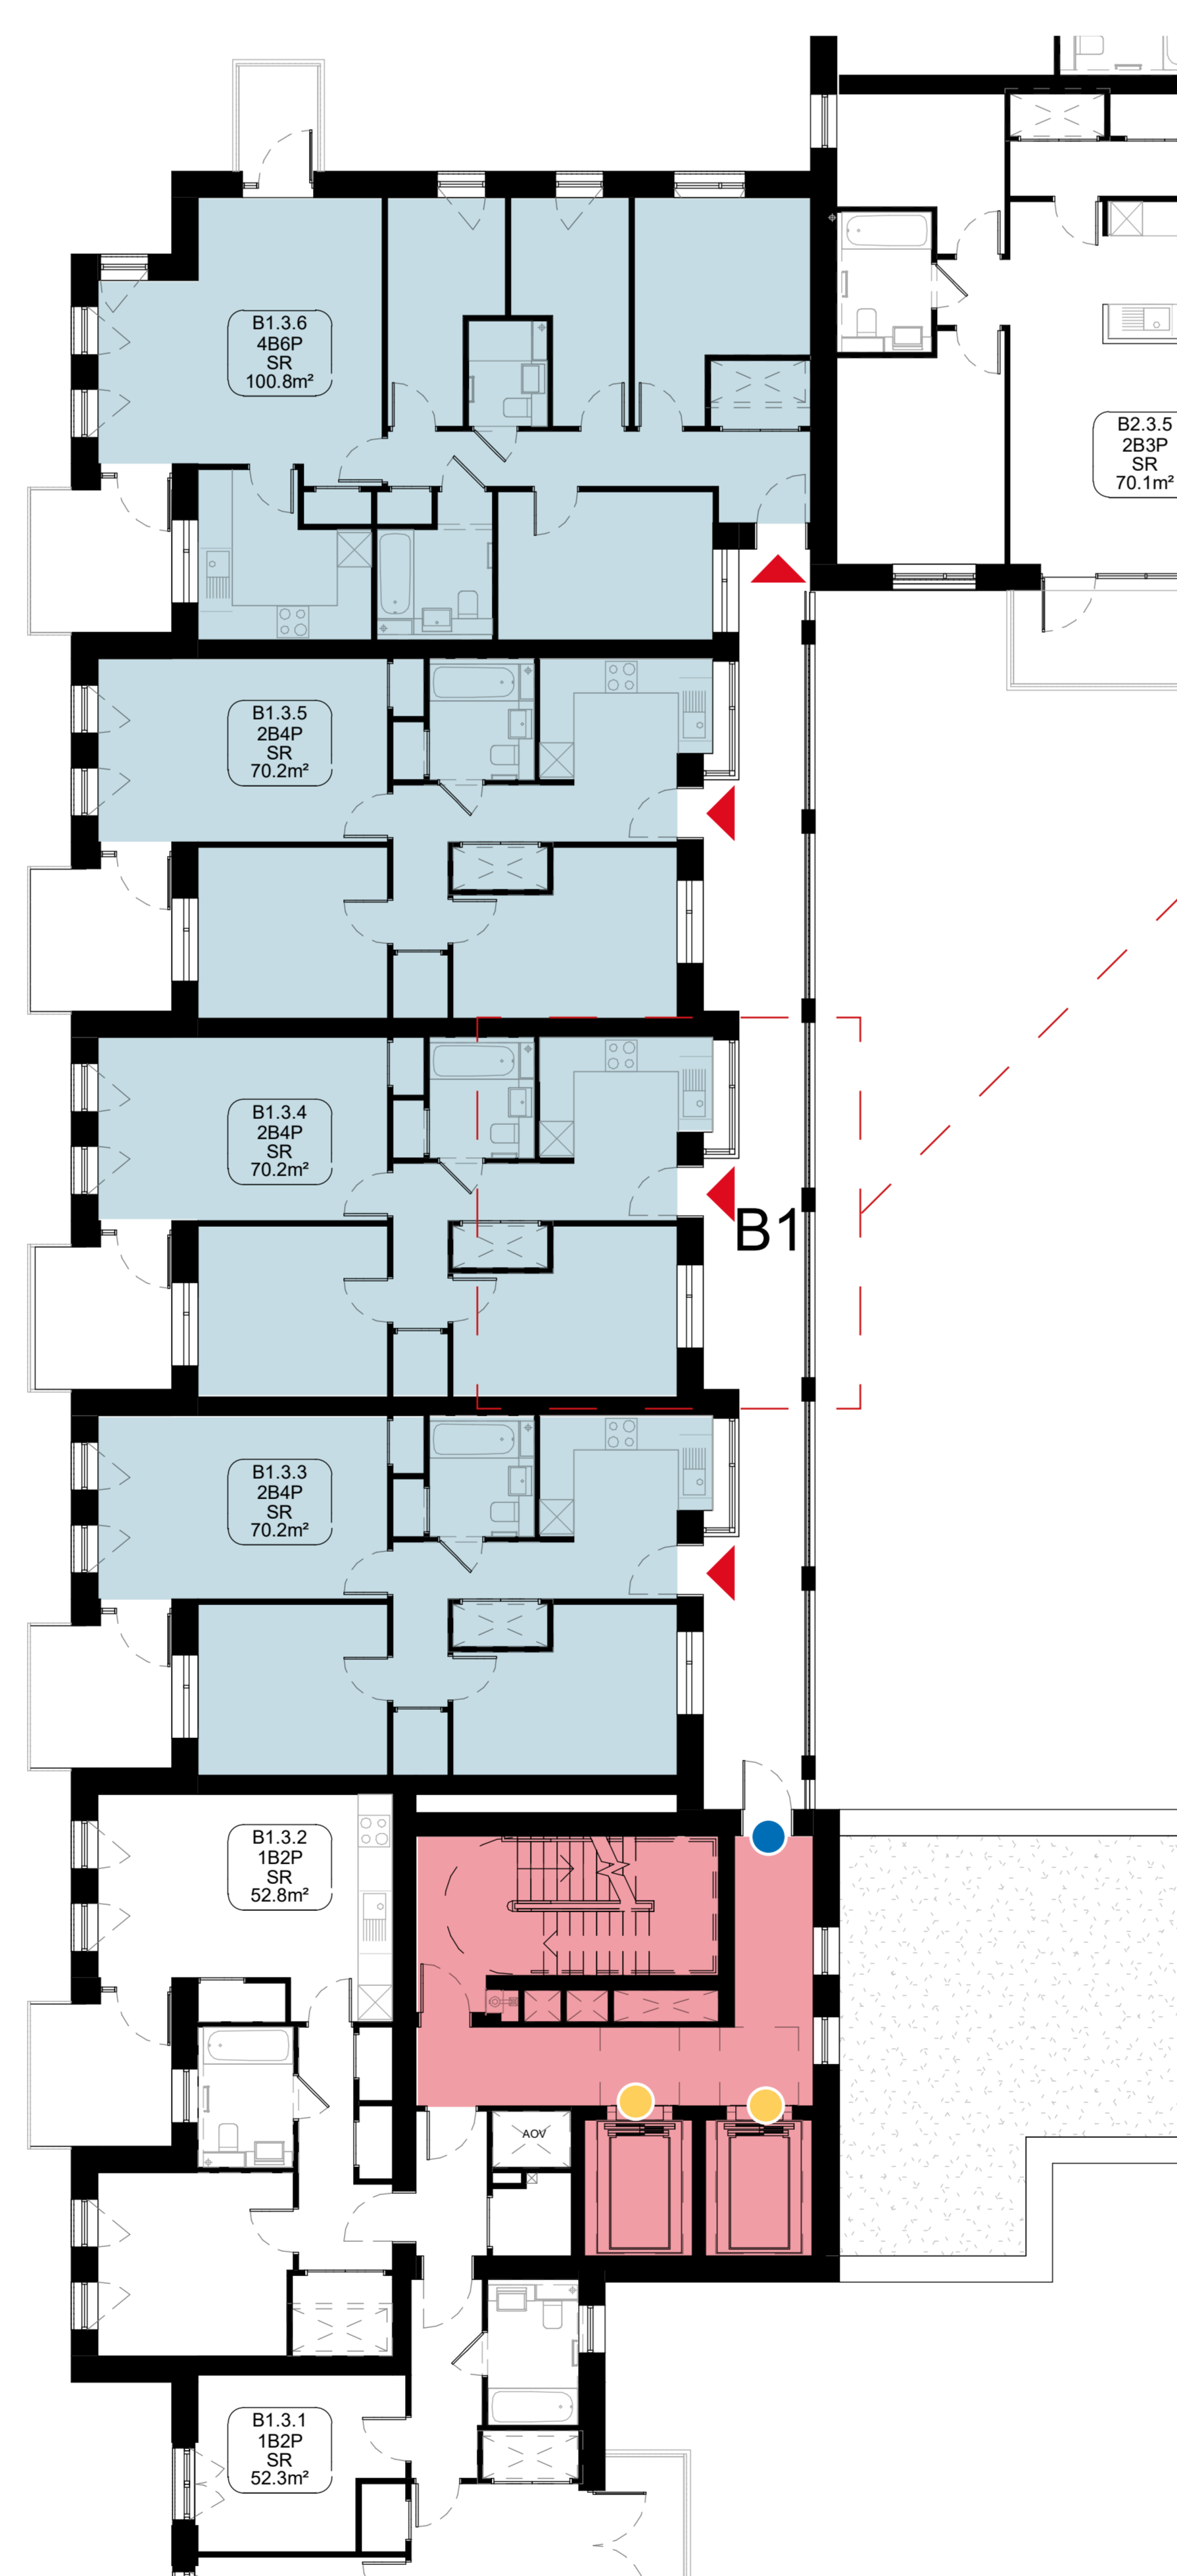 B1.3.6
4B6P
SR
100.8m²
B2.3.5
2B3P
SR
70.1m²
B1.3.5
2B4P
SR
70.2m²
B1.3.4
2B4P
SR
70.2m²
B1
B1.3.3
2B4P
SR
70.2m²
B1.3.2
1B2P
SR
52.8m²
AOV
B1.3.1
1B2P
SR
52.3m²